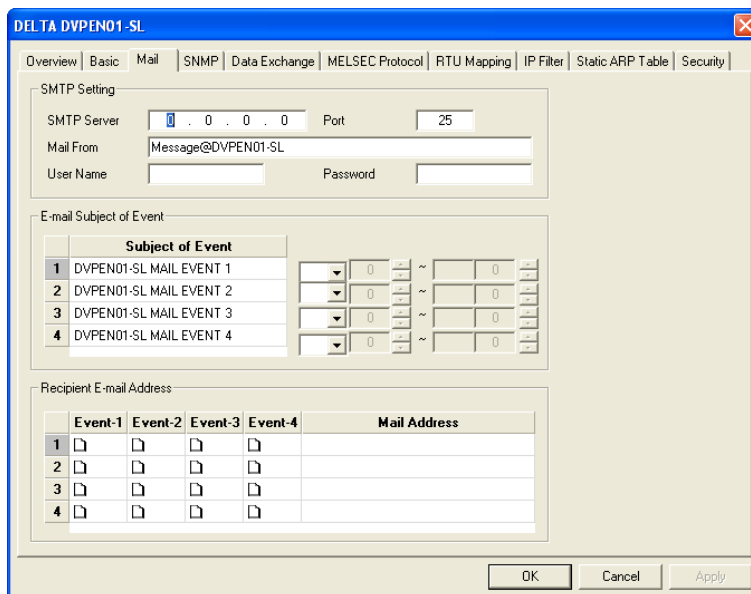 DELTA DVPEN01-SL
Overview Basic Mail SNMP Data Exchange MELSEC Protocol RTU Mapping IP Filter Static ARP Table Security
SMTP Setting
SMTP Server 0 . 0 . 0 . 0 Port 25
Mail From Message@DVPEN01-SL
User Name Password
E-mail Subject of Event
Subject of Event
1 DVPEN01-SL MAIL EVENT 1 0 ~ 0
2 DVPEN01-SL MAIL EVENT 2 0 ~ 0
3 DVPEN01-SL MAIL EVENT 3 0 ~ 0
4 DVPEN01-SL MAIL EVENT 4 0 ~ 0
Recipient E-mail Address
Event-1 Event-2 Event-3 Event-4 Mail Address
1
2
3
4
OK Cancel Apply